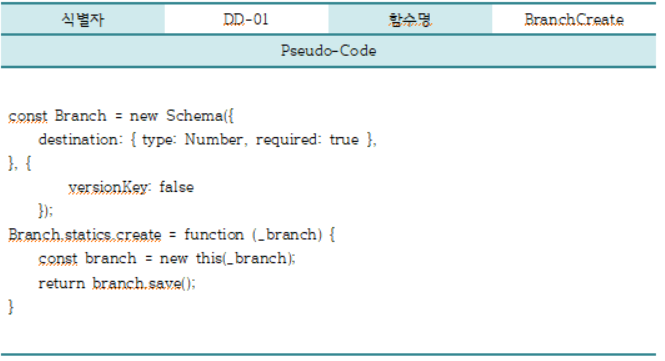 식별자 DD-01 함수명 BranchCreate
Pseudo-Code
const Branch = new Schema({
    destination: { type: Number, required: true },
}, {
        versionKey: false
    });
Branch.statics.create = function (_branch) {
    const branch = new this(_branch);
    return branch.save();
}